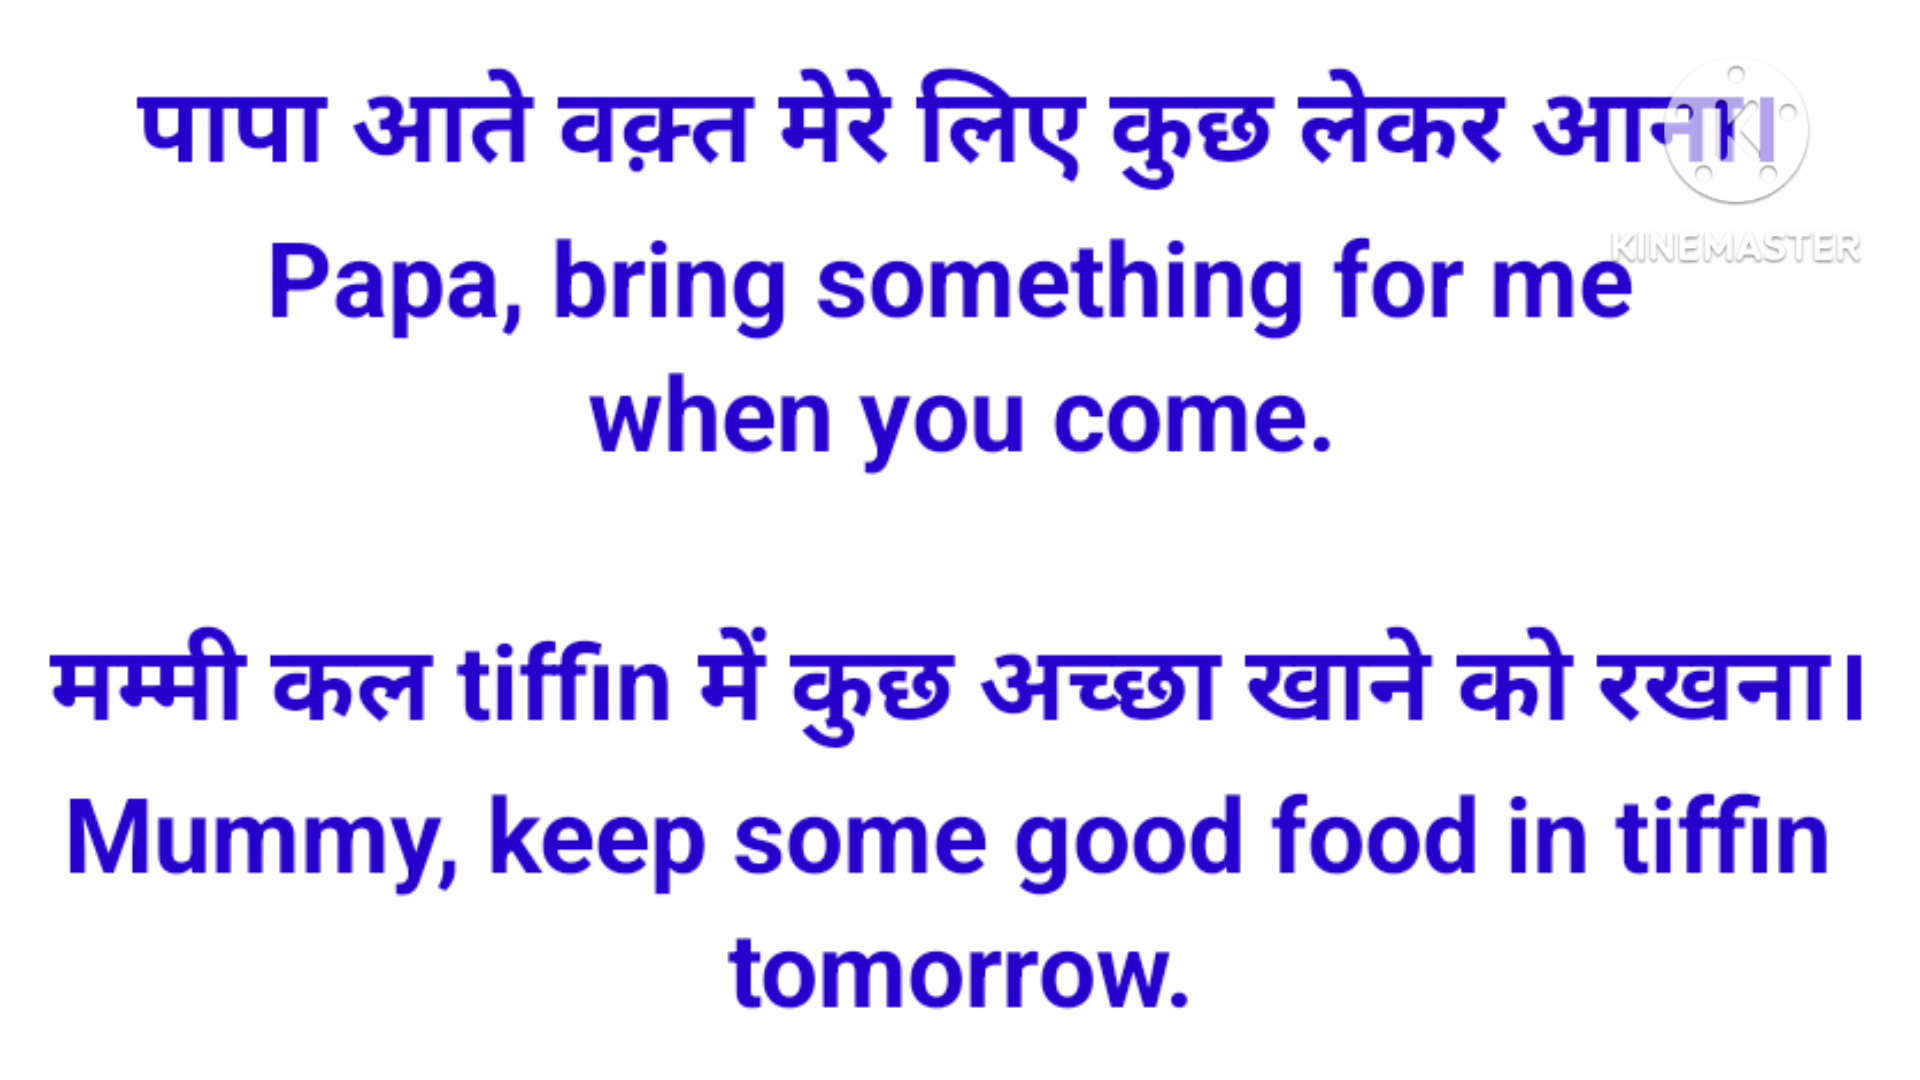 पापा आते वक़्त मेरे लिए कुछ लेकर आना।
Papa, bring something for me
when you come.
KINEMASTER
मम्मी कल tiffin में कुछ अच्छा खाने को रखना।
Mummy, keep some good food in tiffin
tomorrow.